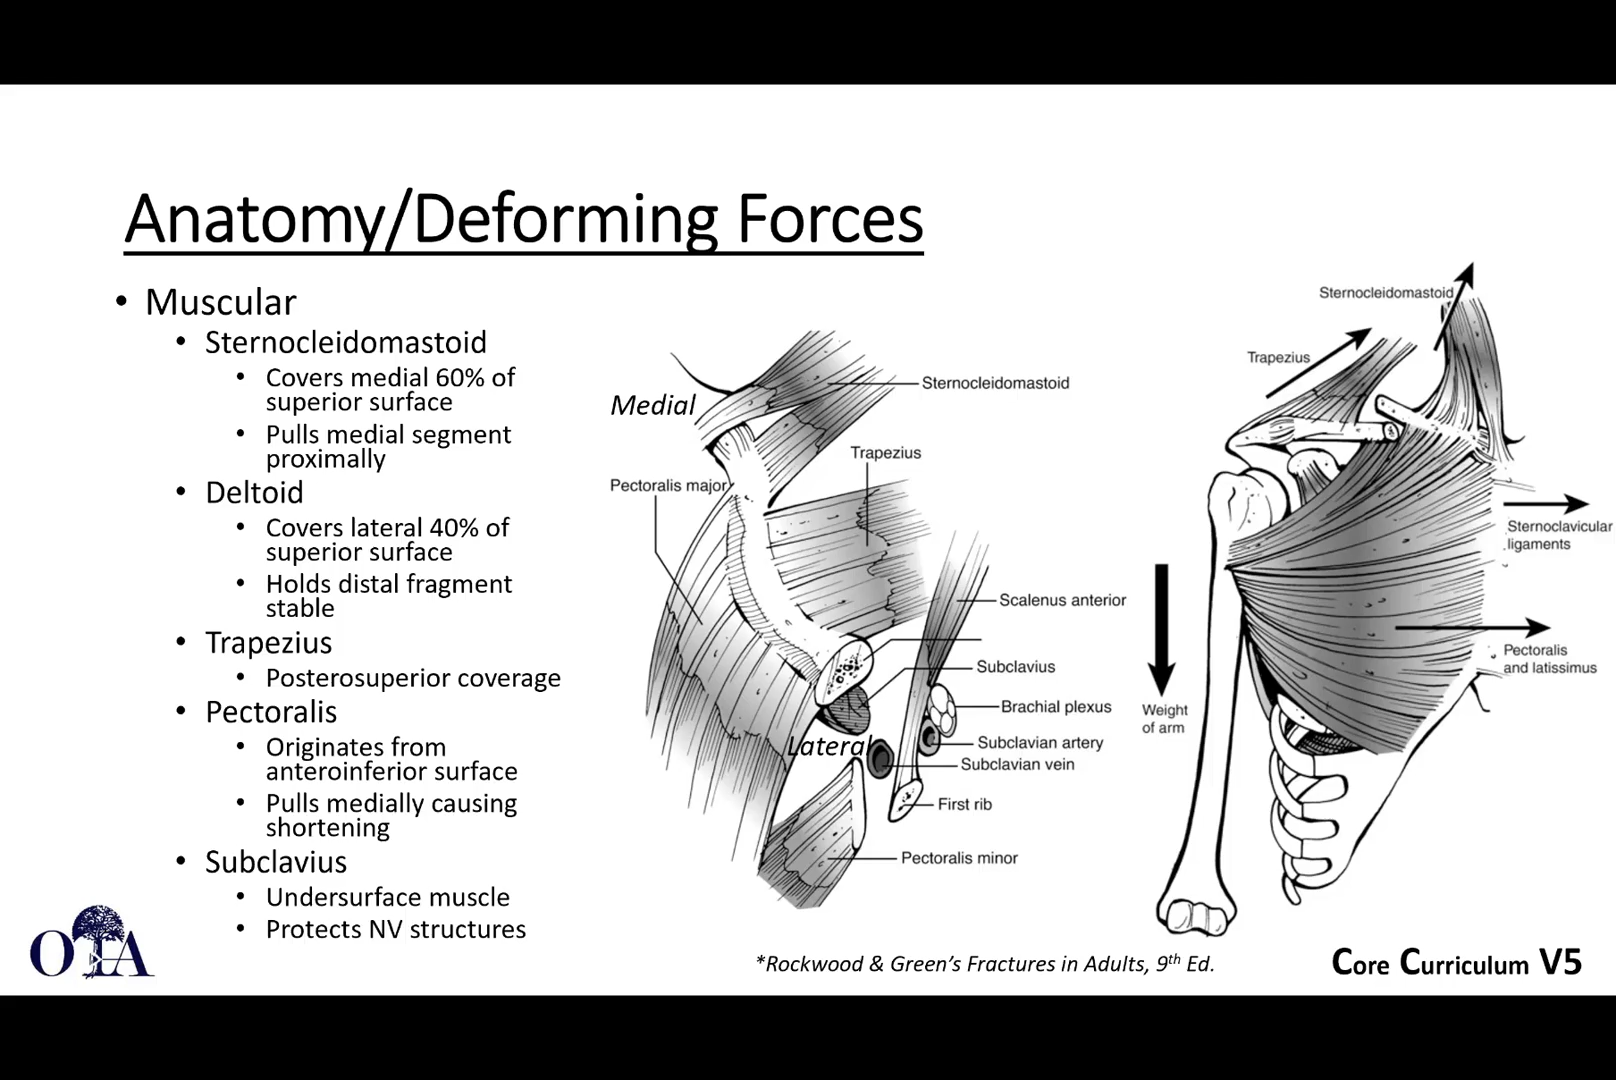 Anatomy/Deforming Forces
• Muscular
• Sternocleidomastoid
• Covers medial 60% of
superior surface
• Pulls medial segment
proximally
• Deltoid
• Covers lateral 40% of
superior surface
• Holds distal fragment
stable
• Trapezius
• Posterosuperior coverage
• Pectoralis
• Originates from
anteroinferior surface
• Pulls medially causing
shortening
• Subclavius
• Undersurface muscle
• Protects NV structures
Medial
Sternocleidomastoid
Trapezius
Pectoralis major
Scalenus anterior
Subclavius
Brachial plexus
Lateral
Subclavian artery
Subclavian vein
First rib
Pectoralis minor
Sternocleidomastoid
Trapezius
Sternoclavicular
ligaments
Pectoralis
and latissimus
Weight
of arm
OTA
*Rockwood & Green's Fractures in Adults, 9th Ed.
Core Curriculum V5